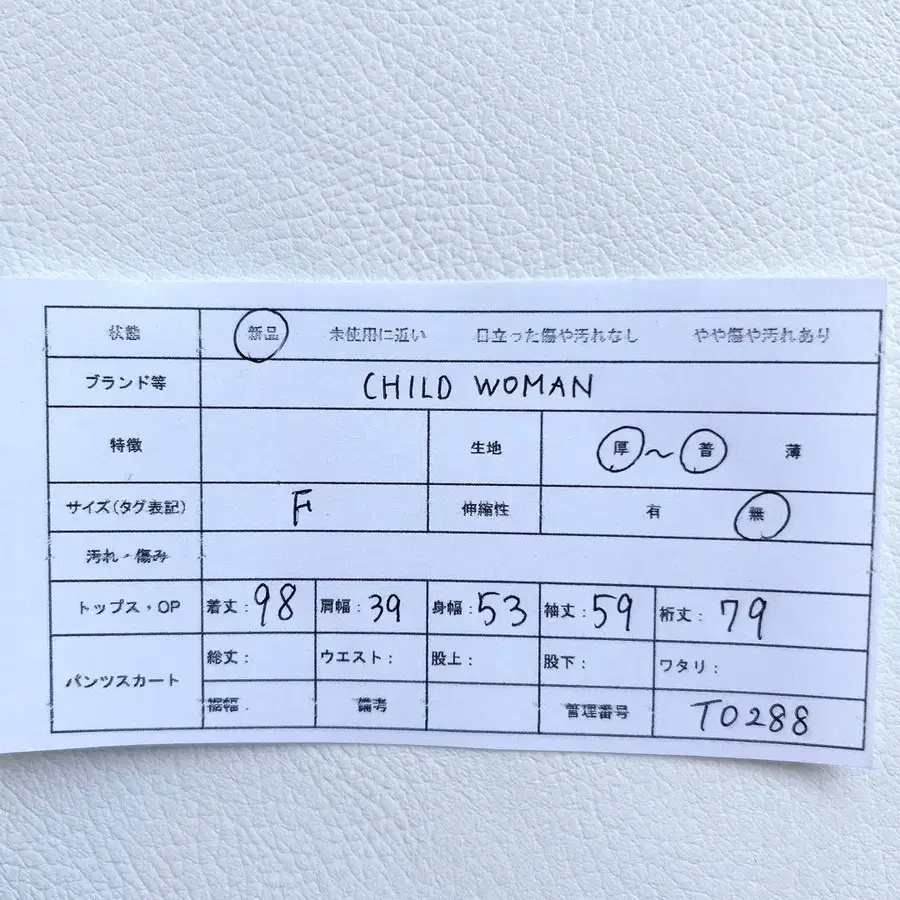 状態 新品 未使用に近い 目立った傷や汚れなし やや傷や汚れあり
ブランド等 CHILD WOMAN
特徴 生地 厚〜普 薄
サイズ(タグ表記) F 伸縮性 有 無
汚れ・傷み
トップス・OP 着丈:98 肩幅:39 身幅:53 袖丈:59 裄丈:79
パンツスカート 総丈: ウエスト: 股上: 股下: ワタリ:
裾幅: 備考 管理番号 T0288